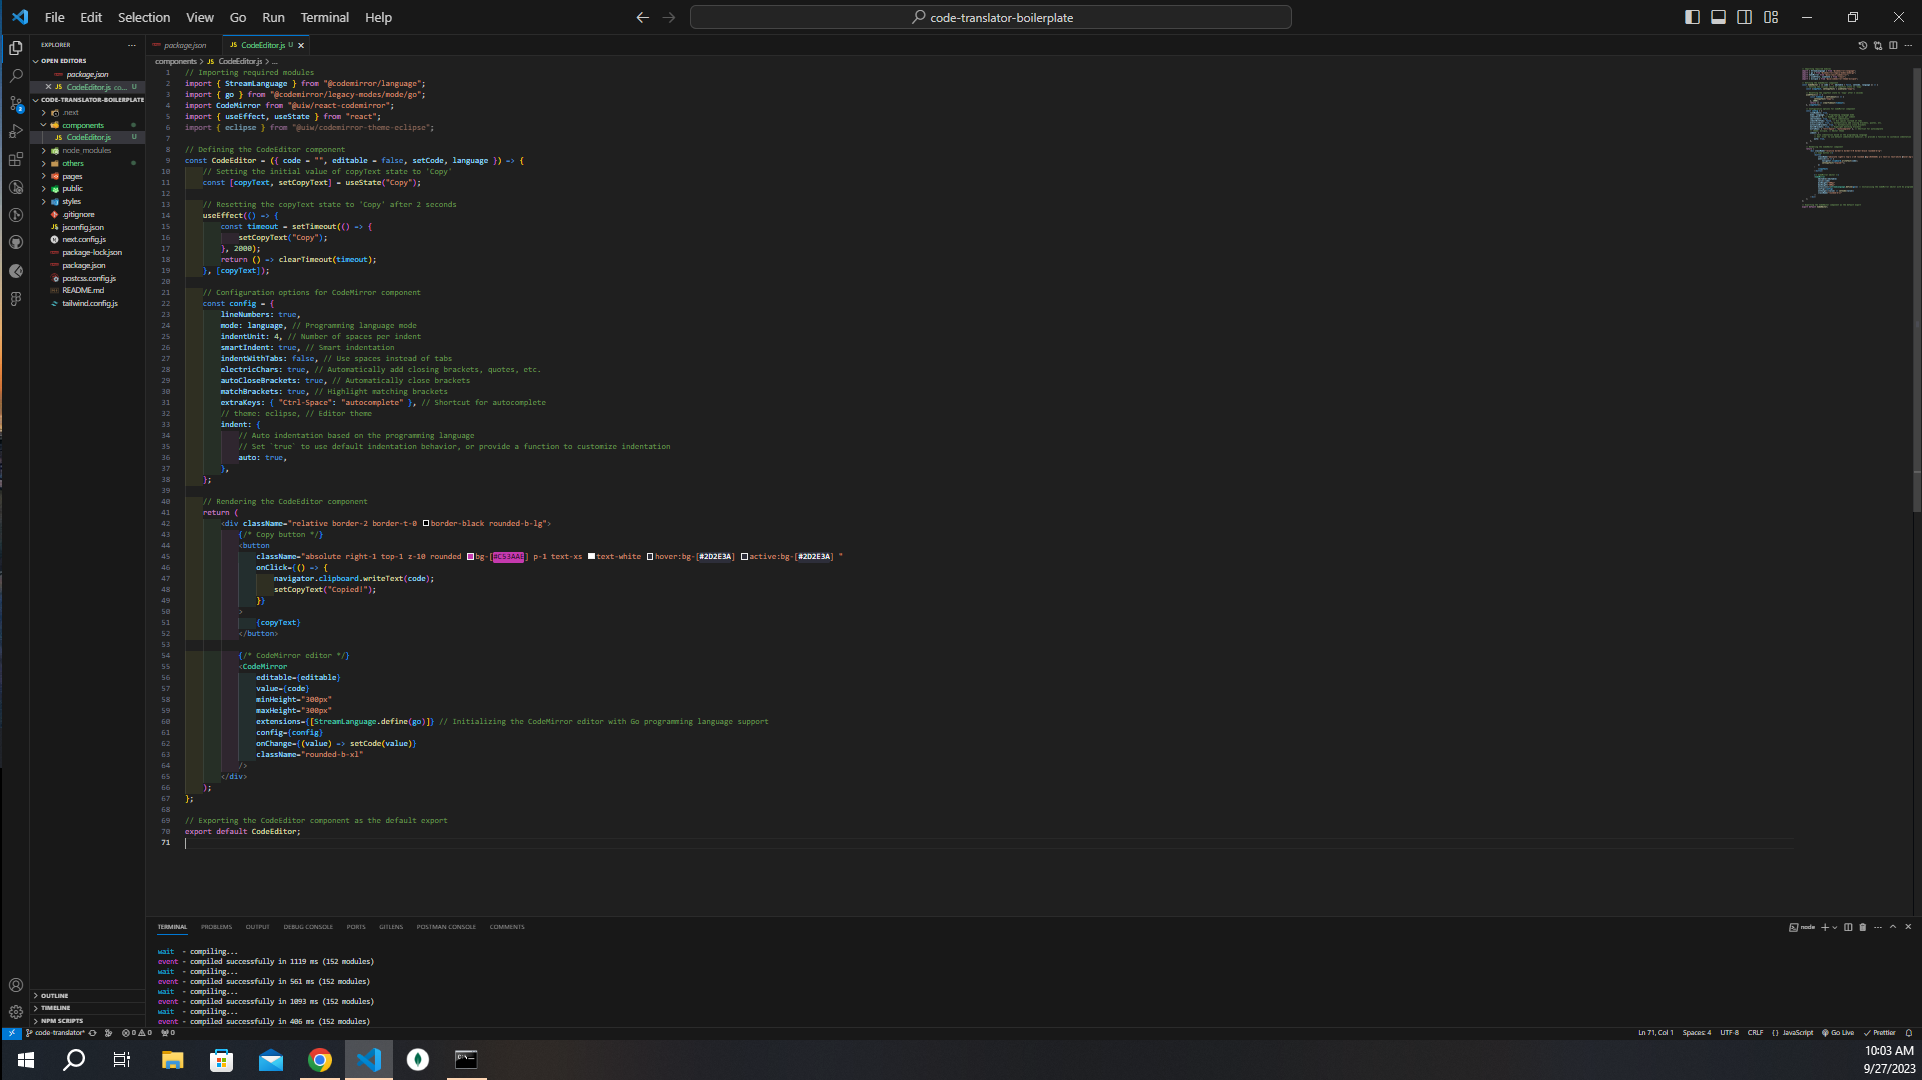 File Edit Selection View Go Run Terminal Help
code-translator-boilerplate
EXPLORER
OPEN EDITORS
package.json
CodeEditor.js co... U
CODE-TRANSLATOR-BOILERPLATE
.next
components
CodeEditor.js U
node_modules
others
pages
public
styles
.gitignore
jsconfig.json
next.config.js
package-lock.json
package.json
postcss.config.js
README.md
tailwind.config.js
OUTLINE
TIMELINE
NPM SCRIPTS
package.json
JS CodeEditor.js U
components > JS CodeEditor.js > ...
1 // Importing required modules
2 import { StreamLanguage } from "@codemirror/language";
3 import { go } from "@codemirror/legacy-modes/mode/go";
4 import CodeMirror from "@uiw/react-codemirror";
5 import { useEffect, useState } from "react";
6 import { eclipse } from "@uiw/codemirror-theme-eclipse";
7
8 // Defining the CodeEditor component
9 const CodeEditor = ({ code = "", editable = false, setCode, language }) => {
10 // Setting the initial value of copyText state to 'Copy'
11 const [copyText, setCopyText] = useState("Copy");
12
13 // Resetting the copyText state to 'Copy' after 2 seconds
14 useEffect(() => {
15 const timeout = setTimeout(() => {
16 setCopyText("Copy");
17 }, 2000);
18 return () => clearTimeout(timeout);
19 }, [copyText]);
20
21 // Configuration options for CodeMirror component
22 const config = {
23 lineNumbers: true,
24 mode: language, // Programming language mode
25 indentUnit: 4, // Number of spaces per indent
26 smartIndent: true, // Smart indentation
27 indentWithTabs: false, // Use spaces instead of tabs
28 electricChars: true, // Automatically add closing brackets, quotes, etc.
29 autoCloseBrackets: true, // Automatically close brackets
30 matchBrackets: true, // Highlight matching brackets
31 extraKeys: { "Ctrl-Space": "autocomplete" }, // Shortcut for autocomplete
32 // theme: eclipse, // Editor theme
33 indent: {
34 // Auto indentation based on the programming language
35 // Set `true` to use default indentation behavior, or provide a function to customize indentation
36 auto: true,
37 },
38 };
39
40 // Rendering the CodeEditor component
41 return (
42 <div className="relative border-2 border-t-0 border-black rounded-b-lg">
43 {/* Copy button */}
44 <button
45 className="absolute right-1 top-1 z-10 rounded bg-[#C53AAE] p-1 text-xs text-white hover:bg-[#2D2E3A] active:bg-[#2D2E3A] "
46 onClick={() => {
47 navigator.clipboard.writeText(code);
48 setCopyText("Copied!");
49 }}
50 >
51 {copyText}
52 </button>
53
54 {/* CodeMirror editor */}
55 <CodeMirror
56 editable={editable}
57 value={code}
58 minHeight="300px"
59 maxHeight="300px"
60 extensions={[StreamLanguage.define(go)]} // Initializing the CodeMirror editor with Go programming language support
61 config={config}
62 onChange={(value) => setCode(value)}
63 className="rounded-b-xl"
64 />
65 </div>
66 );
67 };
68
69 // Exporting the CodeEditor component as the default export
70 export default CodeEditor;
71
TERMINAL PROBLEMS OUTPUT DEBUG CONSOLE PORTS GITLENS POSTMAN CONSOLE COMMENTS
node
wait - compiling...
event - compiled successfully in 1119 ms (152 modules)
wait - compiling...
event - compiled successfully in 561 ms (152 modules)
wait - compiling...
event - compiled successfully in 1093 ms (152 modules)
wait - compiling...
event - compiled successfully in 406 ms (152 modules)
code-translator* 0 0 0
Ln 71, Col 1 Spaces: 4 UTF-8 CRLF {} JavaScript Go Live Prettier
10:03 AM
9/27/2023